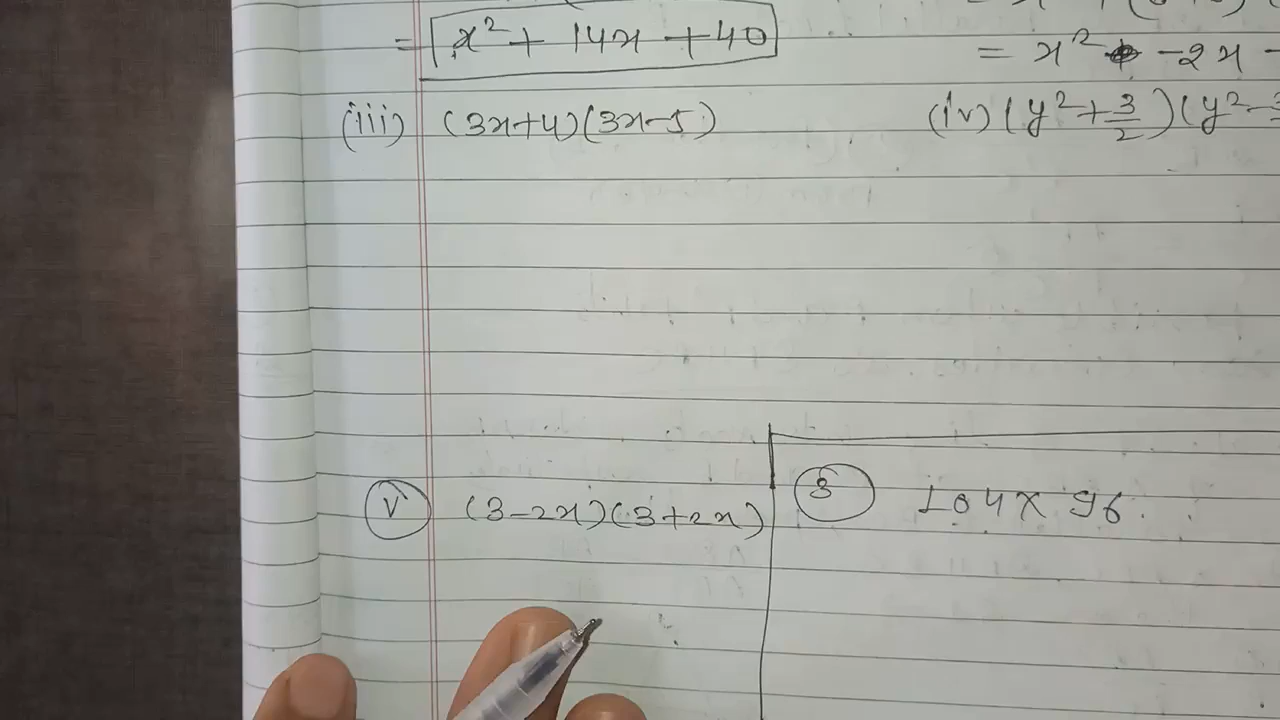 = x² + 14x + 40
= x² -2x -
(iii) (3x+4)(3x-5)
(iv) (y²+3/2)(y²-3
(v) (3-2x)(3+2x)
3 104 X 96.